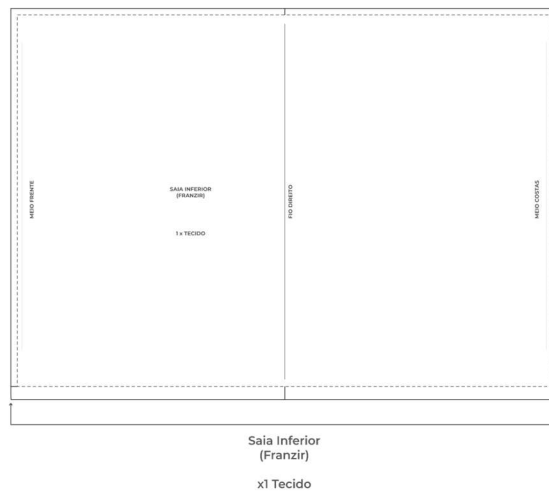 MEIO FRENTE
SAIA INFERIOR
(FRANZIR)
1 x TECIDO
FIO DIREITO
MEIO COSTAS
Saia Inferior
(Franzir)
x1 Tecido